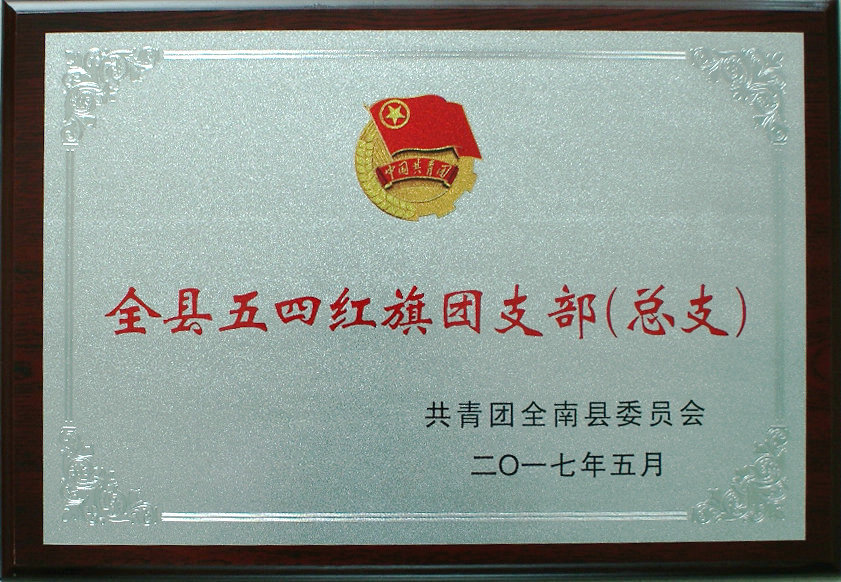 中国共青团
全县五四红旗团支部(总支)
共青团全南县委员会
二〇一七年五月